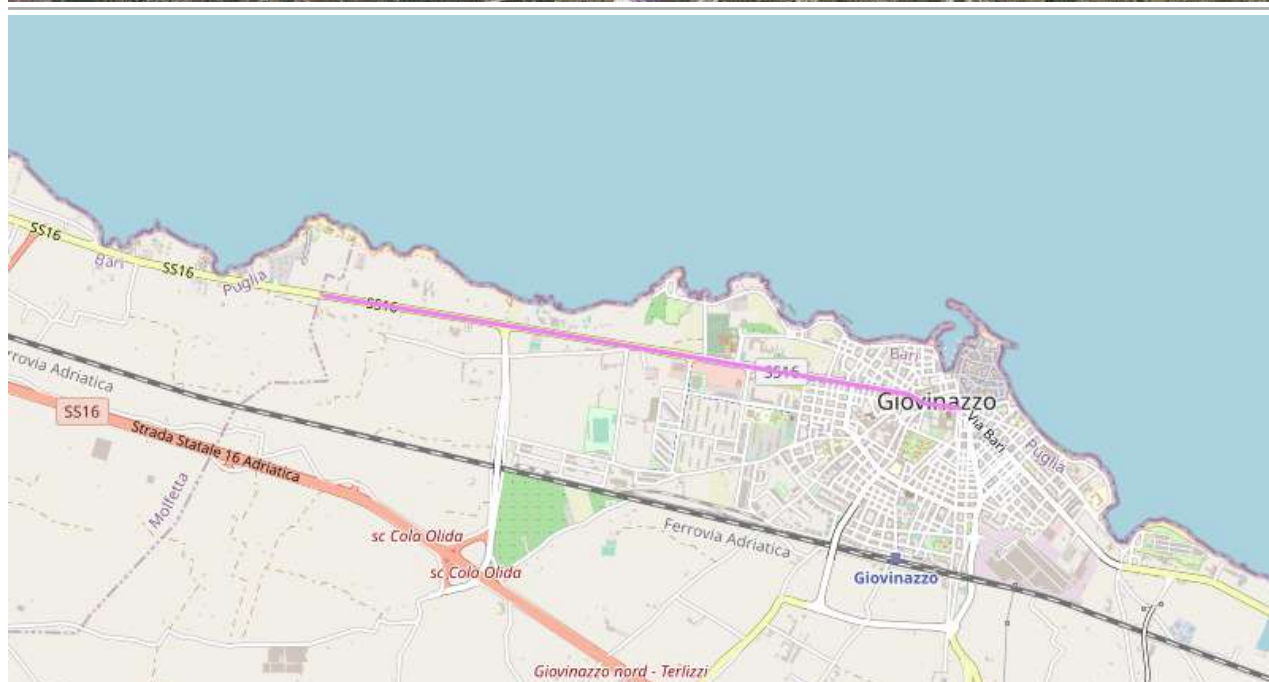 SS16
Bari
SS16
Puglia
SS16
rrovia Adriatica
SS16
Strada Statale 16 Adriatica
Molfetta
SS16
Bari
Giovinazzo
Via Bari
Puglia
sc Cola Olida
sc Cola Olida
Ferrovia Adriatica
Giovinazzo
Giovinazzo nord - Terlizzi